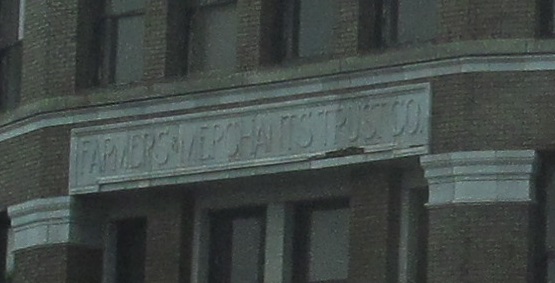 FARMERS & MERCHANTS TRUST CO.